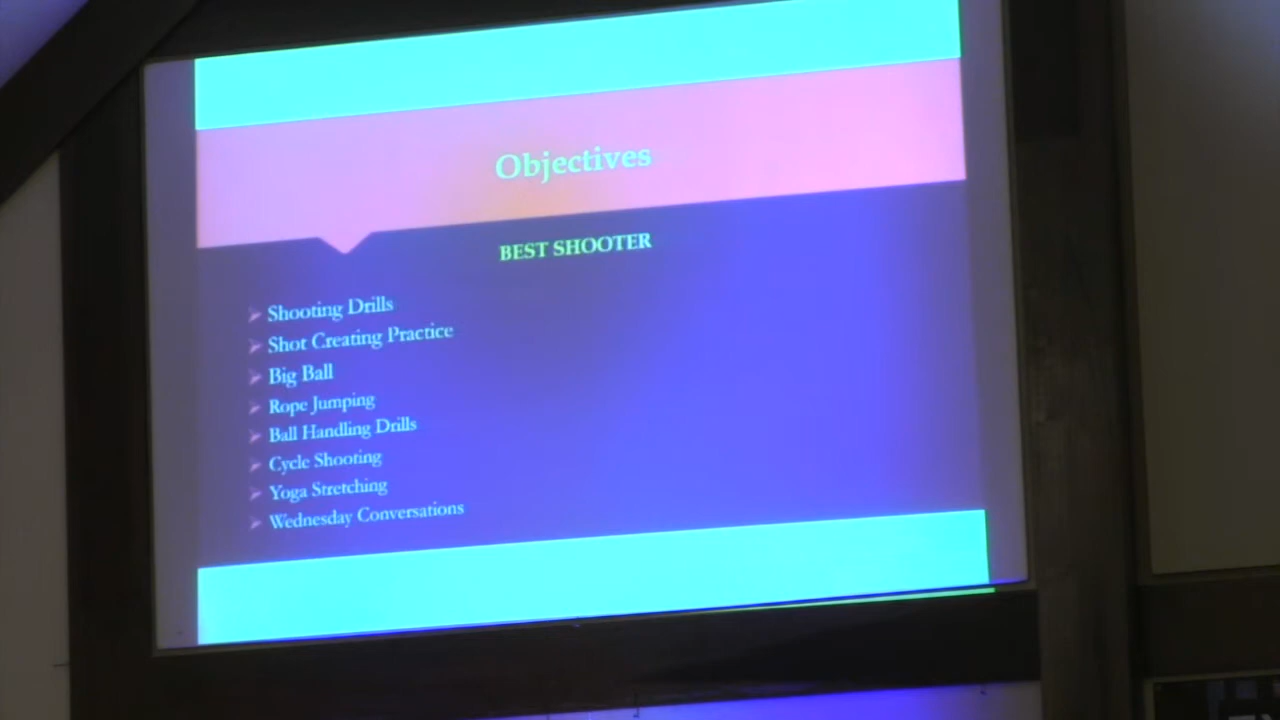 Objectives
BEST SHOOTER
Shooting Drills
Shot Creating Practice
Big Ball
Rope Jumping
Ball Handling Drills
Cycle Shooting
Yoga Stretching
Wednesday Conversations